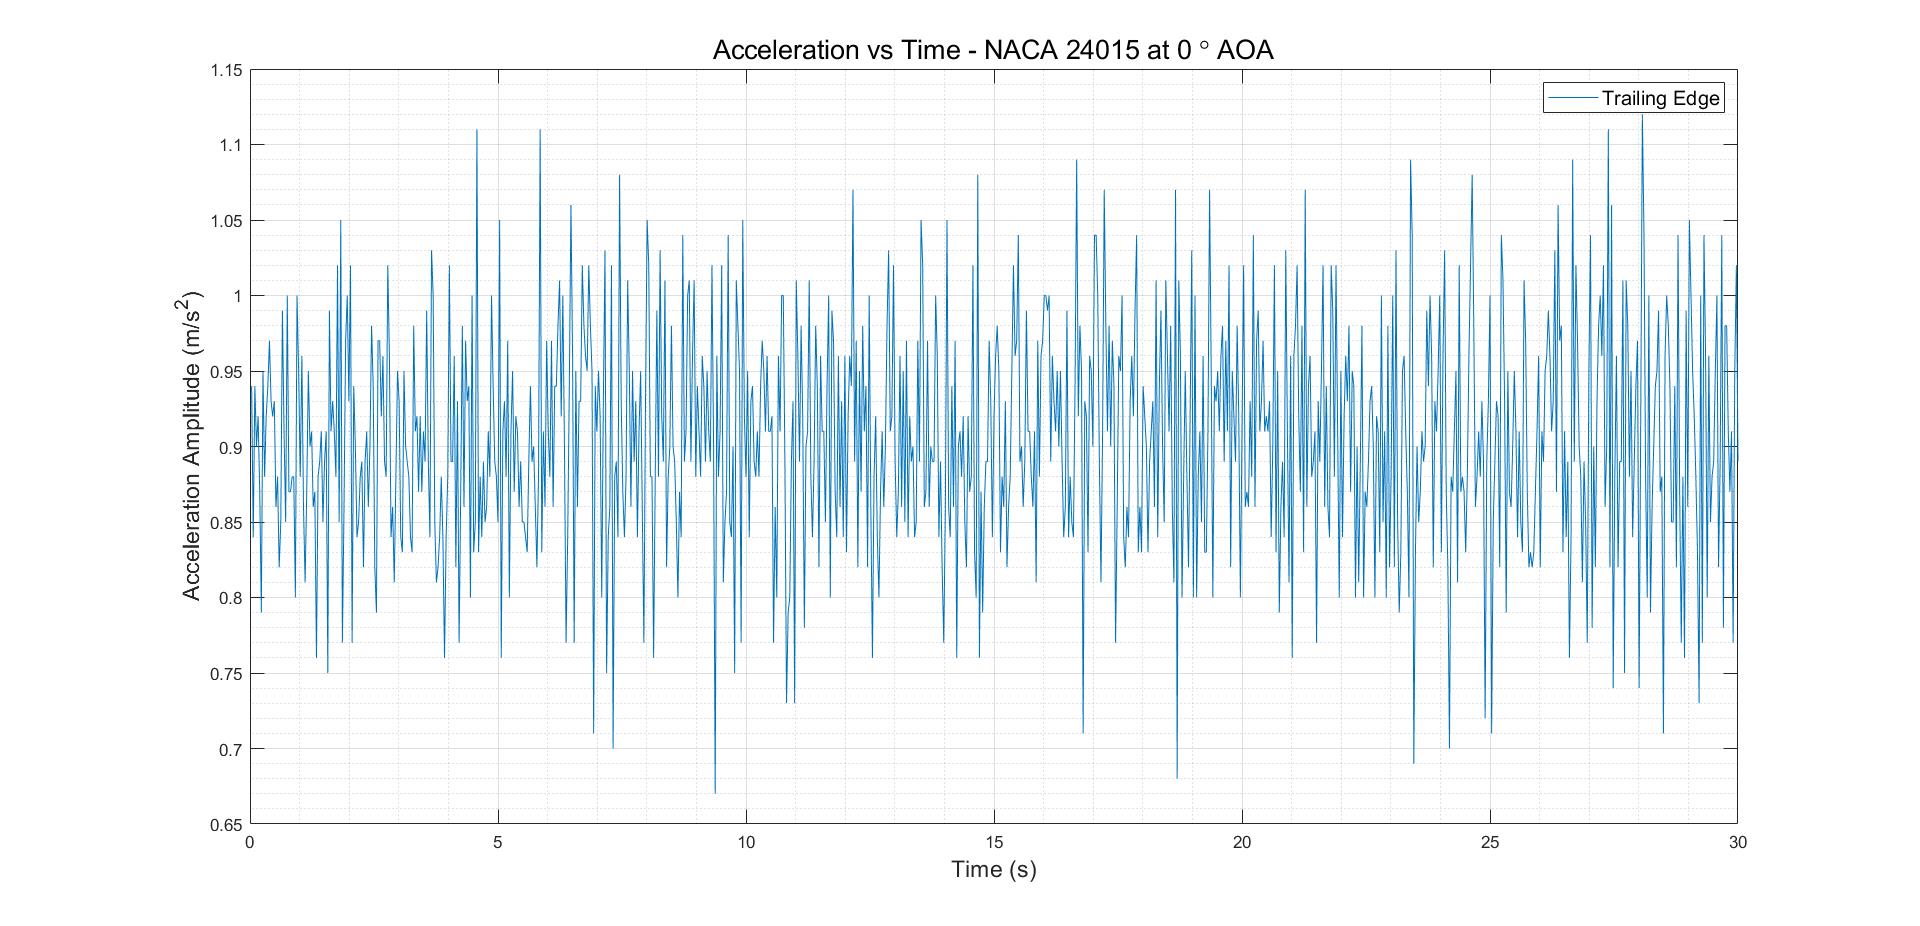 Acceleration vs Time - NACA 24015 at 0 ° AOA
Trailing Edge
Acceleration Amplitude (m/s²)
1.15
1.1
1.05
1
0.95
0.9
0.85
0.8
0.75
0.7
0.65
0 5 10 15 20 25 30
Time (s)